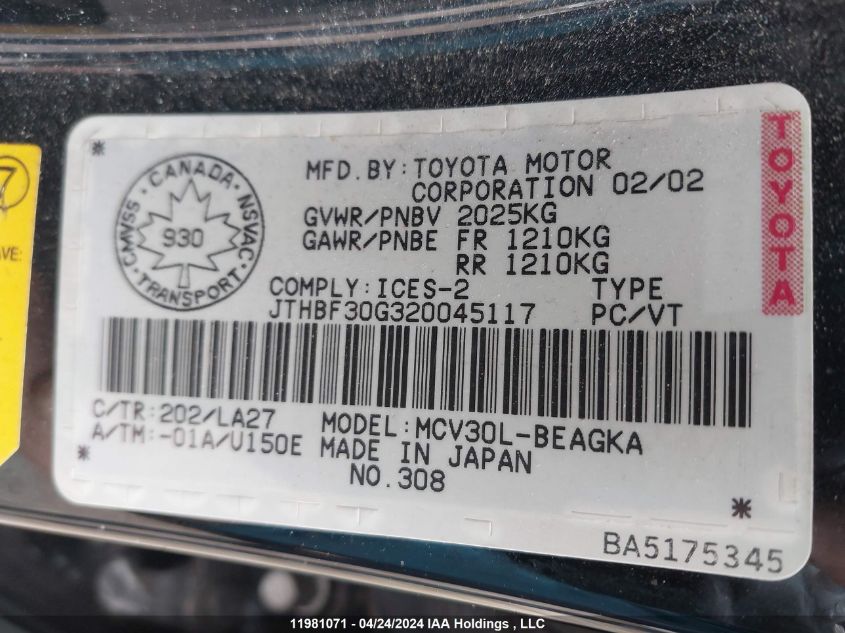 7
AVE:
CANADA
CMVSS
NSVAC
930
TRANSPORT
MFD.BY:TOYOTA MOTOR
CORPORATION 02/02
GVWR/PNBV 2025KG
GAWR/PNBE FR 1210KG
RR 1210KG
COMPLY:ICES-2 TYPE
JTHBF30G320045117 PC/VT
C/TR:202/LA27 MODEL:MCV30L-BEAGKA
A/TM:-01A/U150E MADE IN JAPAN
NO.308
BA5175345
TOYOTA
11981071 - 04/24/2024 IAA Holdings , LLC